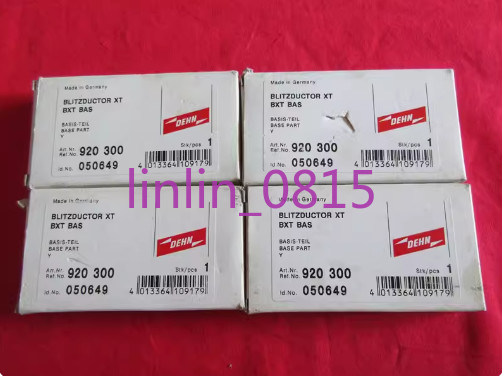 Made in Germany
BLITZDUCTOR XT
BXT BAS
BASIS-TEIL
BASE PART
Y
DEHN
Art.Nr.
Ref No. 920 300
Stk/pcs 1
Id.No. 050649
4 013364 109179
Made in Germany
BLITZDUCTOR XT
BXT BAS
BASIS-TEIL
BASE PART
Y
DEHN
Art.Nr.
Ref No. 920 300
Stk/pcs 1
Id.No. 050649
4 013364 109179
linlin_0815
Made in Germany
BLITZDUCTOR XT
BXT BAS
BASIS-TEIL
BASE PART
Y
DEHN
Art.Nr.
Ref No. 920 300
Stk/pcs 1
Id.No. 050649
4 013364 109179
Made in Germany
BLITZDUCTOR XT
BXT BAS
BASIS-TEIL
BASE PART
Y
DEHN
Art.Nr.
Ref No. 920 300
Stk/pcs 1
Id.No. 050649
4 013364 109179